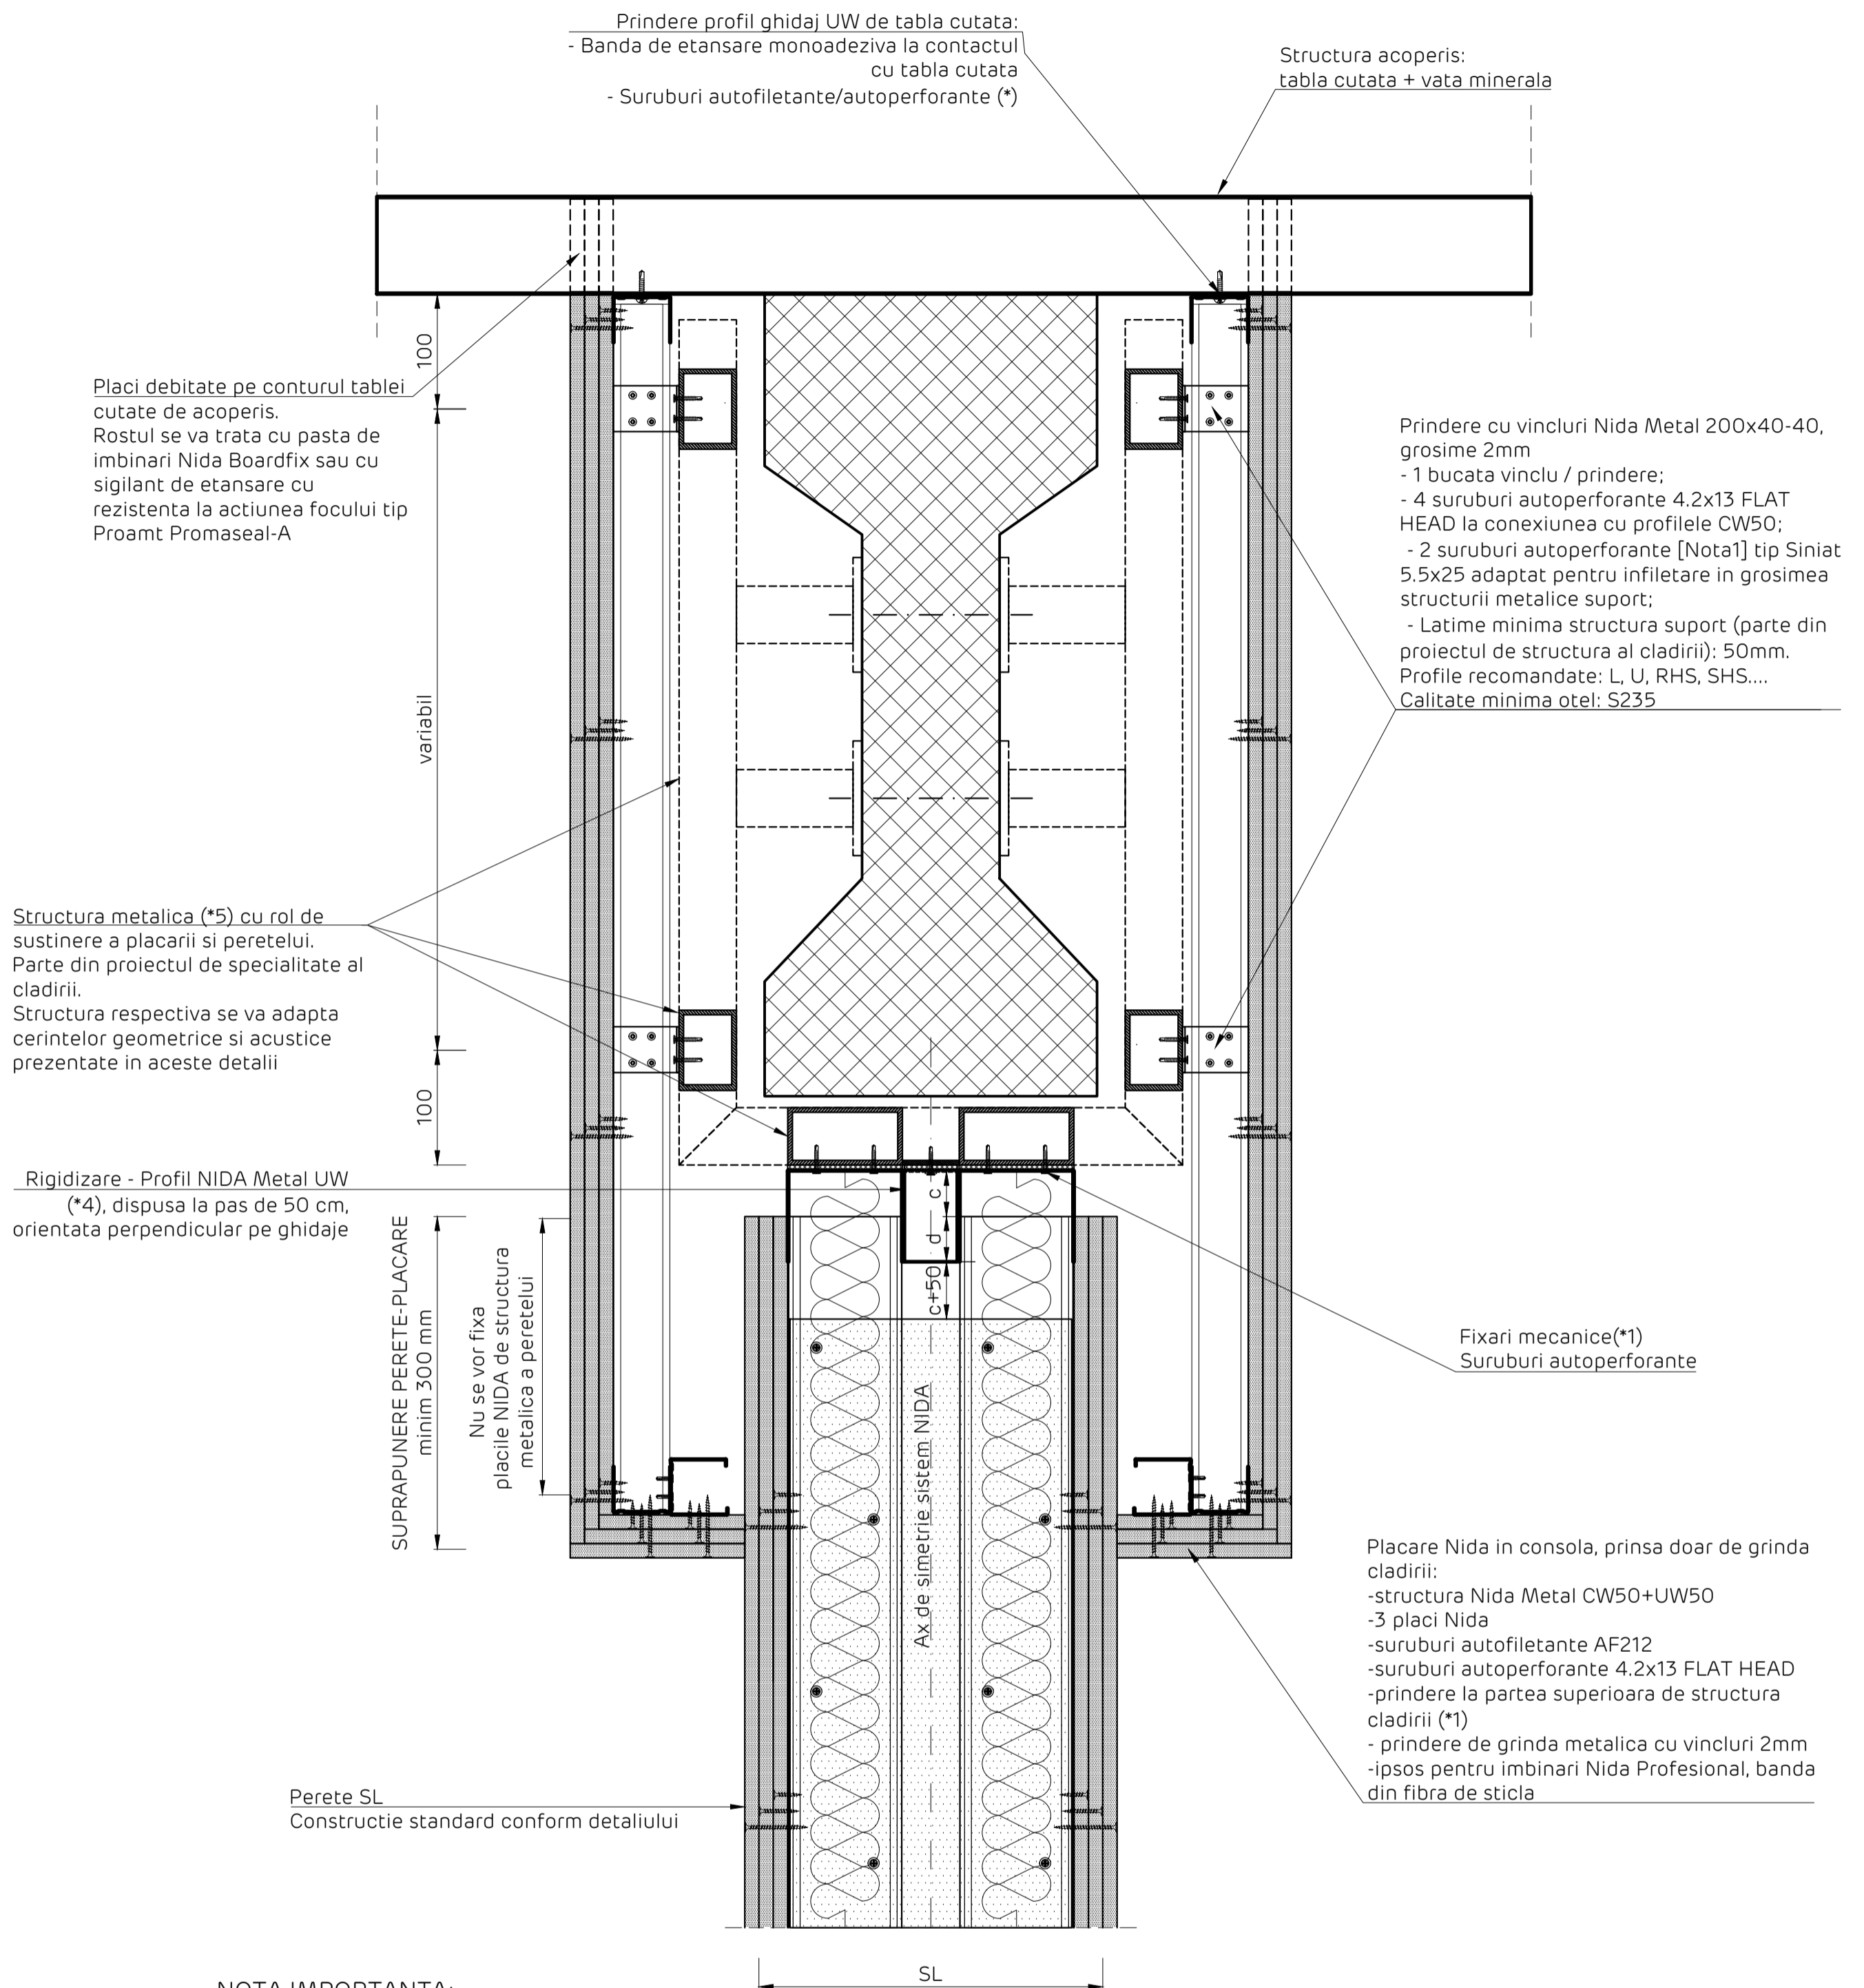 Prindere profil ghidaj UW de tabla cutata:
- Banda de etansare monoadeziva la contactul
cu tabla cutata
- Suruburi autofiletante/autoperforante (*)
Structura acoperis:
tabla cutata + vata minerala
100
Placi debitate pe conturul tablei
cutate de acoperis.
Rostul se va trata cu pasta de
imbinari Nida Boardfix sau cu
sigilant de etansare cu
rezistenta la actiunea focului tip
Proamt Promaseal-A
Prindere cu vincluri Nida Metal 200x40-40,
grosime 2mm
- 1 bucata vinclu / prindere;
- 4 suruburi autoperforante 4.2x13 FLAT
HEAD la conexiunea cu profilele CW50;
- 2 suruburi autoperforante [Nota1] tip Siniat
5.5x25 adaptat pentru infiletare in grosimea
structurii metalice suport;
- Latime minima structura suport (parte din
proiectul de structura al cladirii): 50mm.
Profile recomandate: L, U, RHS, SHS....
Calitate minima otel: S235
variabil
Structura metalica (*5) cu rol de
sustinere a placarii si peretelui.
Parte din proiectul de specialitate al
cladirii.
Structura respectiva se va adapta
cerintelor geometrice si acustice
prezentate in aceste detalii
100
Rigidizare - Profil NIDA Metal UW
(*4), dispusa la pas de 50 cm,
orientata perpendicular pe ghidaje
c
d
c+50
SUPRAPUNERE PERETE-PLACARE
minim 300 mm
Nu se vor fixa
placile NIDA de structura
metalica a peretelui
Fixari mecanice(*1)
Suruburi autoperforante
Ax de simetrie sistem NIDA
Placare Nida in consola, prinsa doar de grinda
cladirii:
-structura Nida Metal CW50+UW50
-3 placi Nida
-suruburi autofiletante AF212
-suruburi autoperforante 4.2x13 FLAT HEAD
-prindere la partea superioara de structura
cladirii (*1)
- prindere de grinda metalica cu vincluri 2mm
-ipsos pentru imbinari Nida Profesional, banda
din fibra de sticla
Perete SL
Constructie standard conform detaliului
SL
NOTA IMPORTANTA: